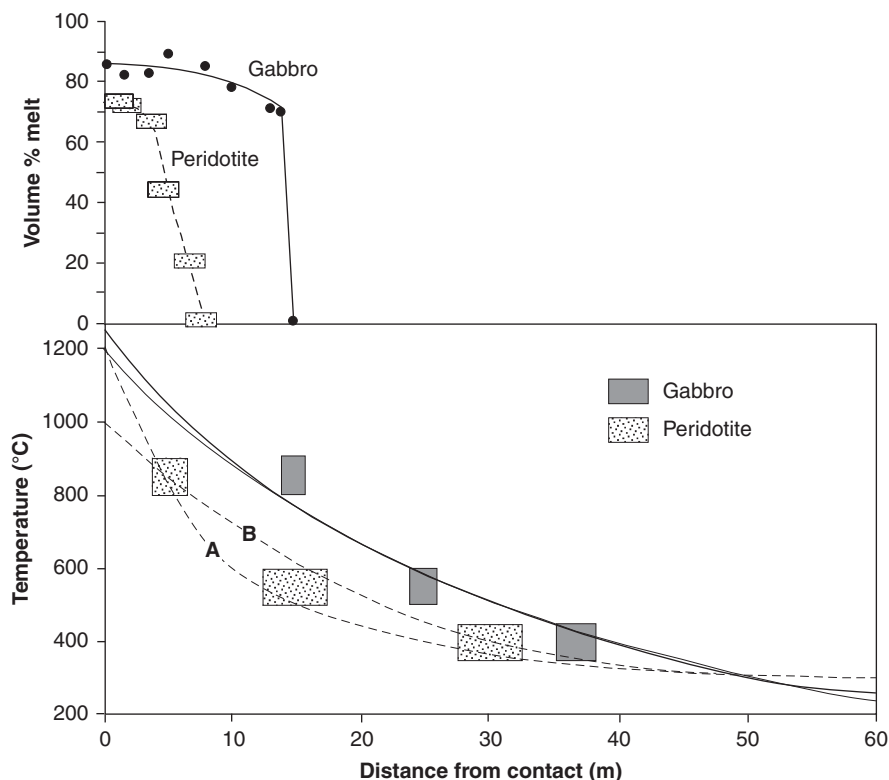 100
80
60
40
20
0
Volume % melt
Gabbro
Peridotite
1200
1000
800
600
400
200
Temperature (°C)
Gabbro
Peridotite
A
B
0
10
20
30
40
50
60
Distance from contact (m)